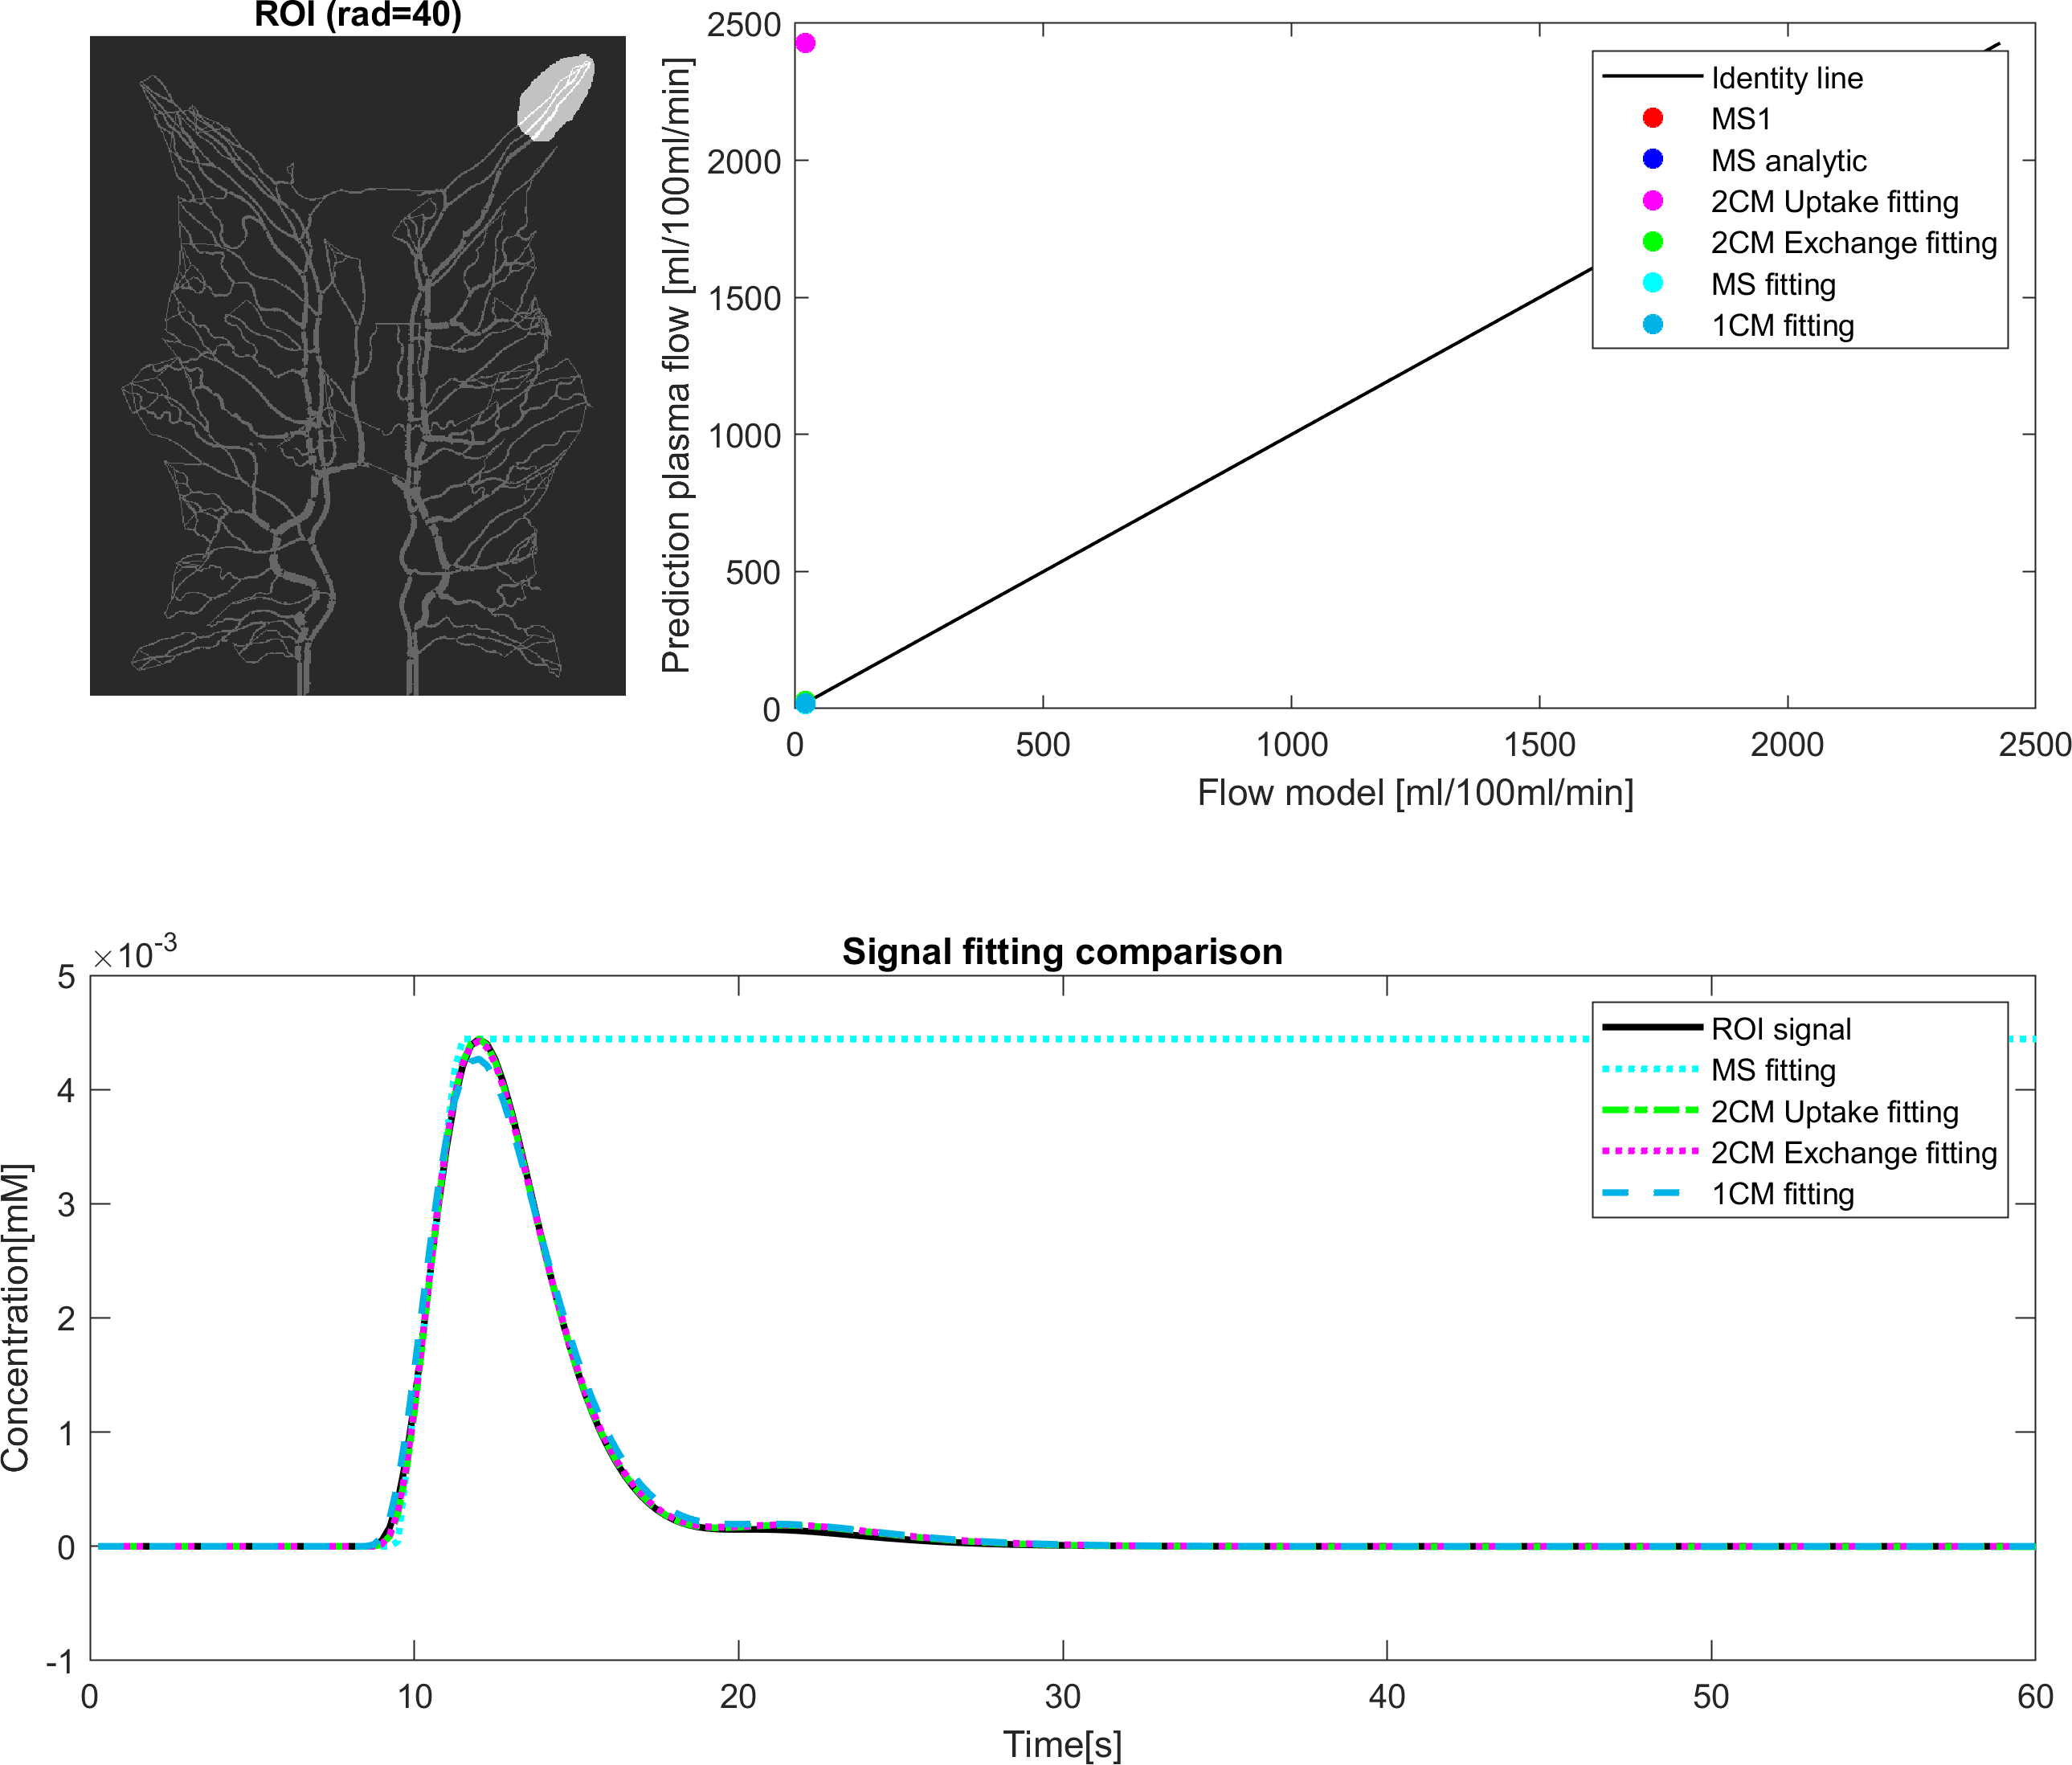 ROI (rad=40)
2500
2000
1500
1000
500
0
Prediction plasma flow [ml/100ml/min]
Identity line
MS1
MS analytic
2CM Uptake fitting
2CM Exchange fitting
MS fitting
1CM fitting
0 500 1000 1500 2000 2500
Flow model [ml/100ml/min]
Signal fitting comparison
×10-3
5
4
3
2
1
0
-1
Concentration[mM]
ROI signal
MS fitting
2CM Uptake fitting
2CM Exchange fitting
1CM fitting
0 10 20 30 40 50 60
Time[s]